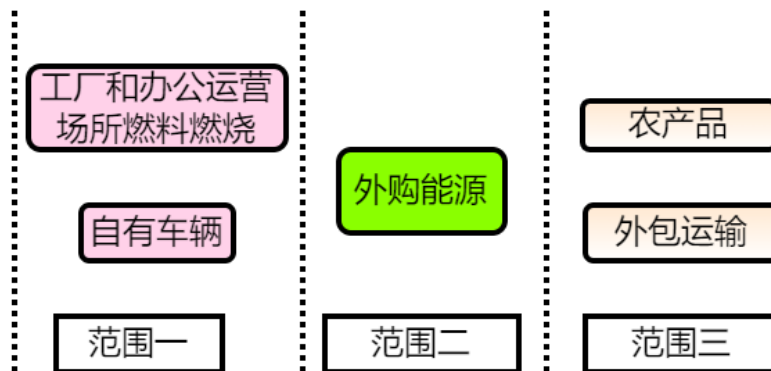 工厂和办公运营
场所燃料燃烧
自有车辆
范围一
外购能源
范围二
农产品
外包运输
范围三